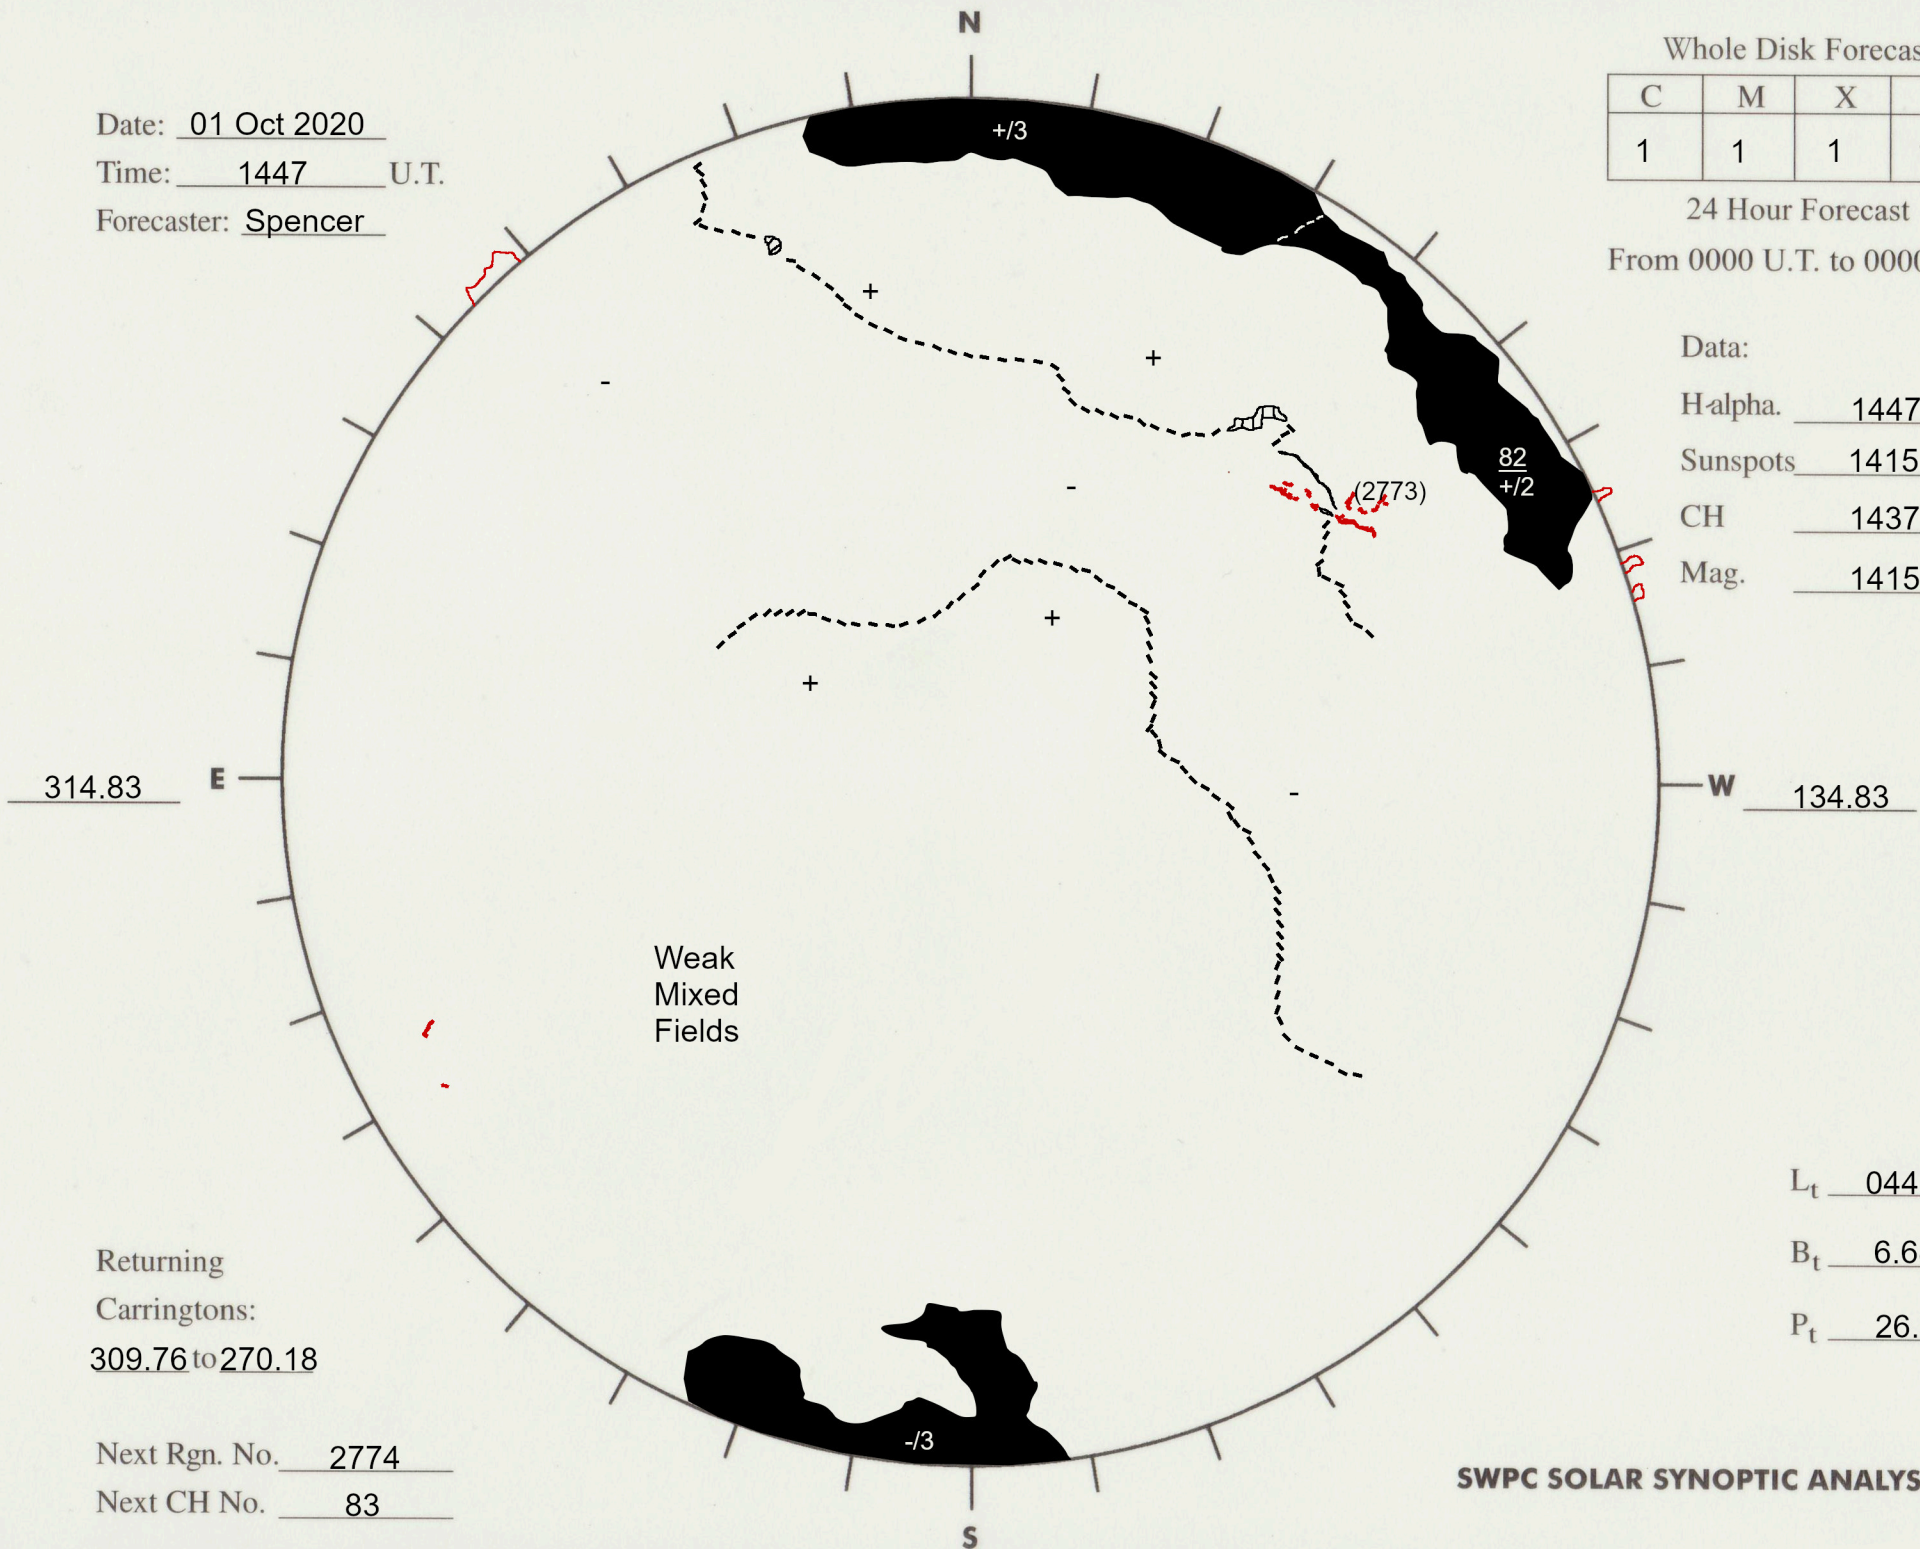 N
Whole Disk Forecas
C M X
1 1 1
24 Hour Forecast
From 0000 U.T. to 0000
Date: 01 Oct 2020
Time: 1447 U.T.
Forecaster: Spencer
+/3
+
+
-
-
(2773)
82
+/2
Data:
H-alpha. 1447
Sunspots 1415
CH 1437
Mag. 1415
+
+
-
314.83 E
W 134.83
Weak
Mixed
Fields
Lt 044
Bt 6.6
Pt 26.
Returning
Carringtons:
309.76 to 270.18
Next Rgn. No. 2774
Next CH No. 83
-/3
S
SWPC SOLAR SYNOPTIC ANALYS